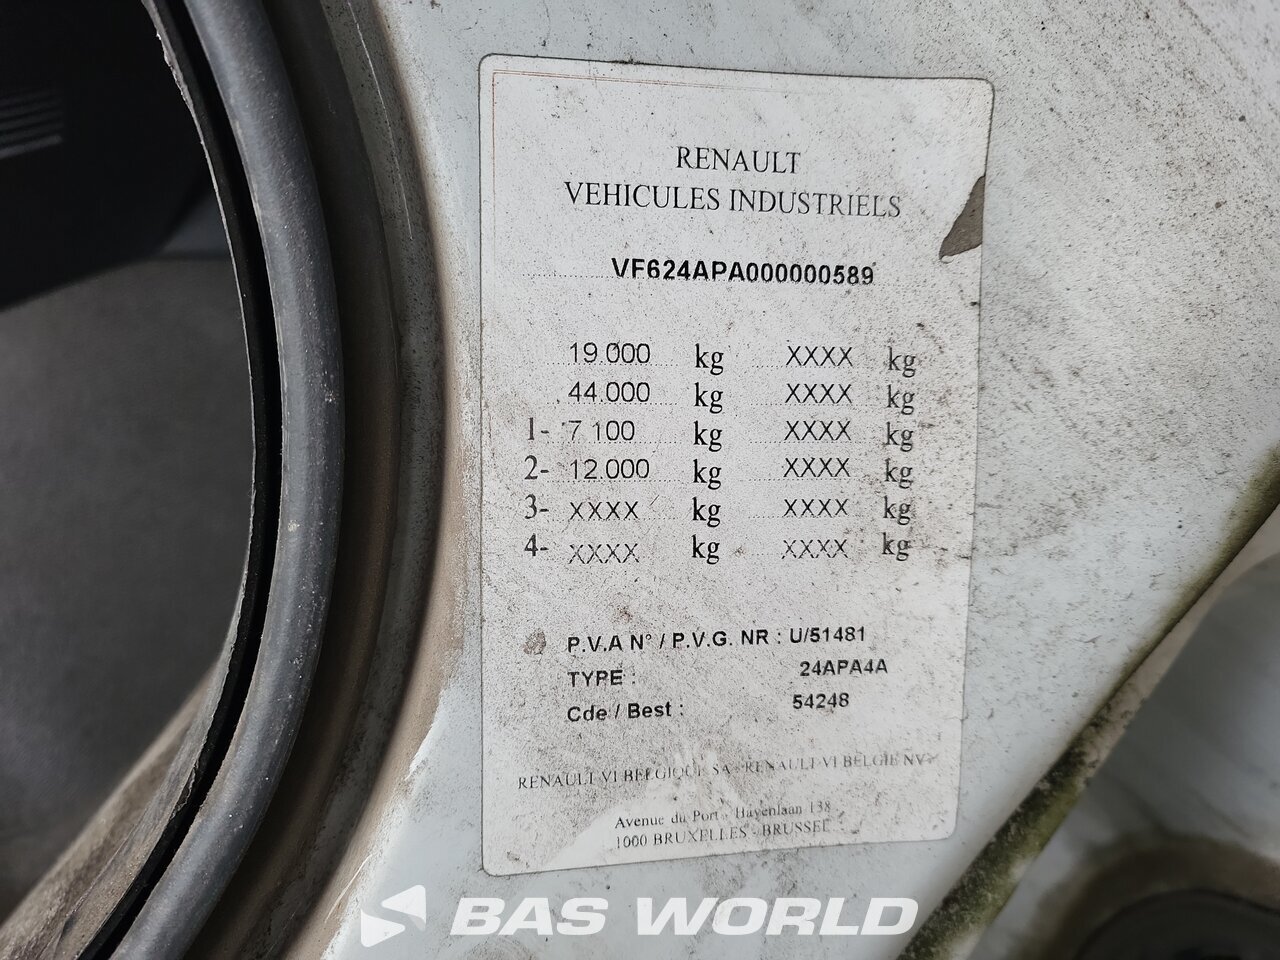 RENAULT
VEHICULES INDUSTRIELS
VF624APA000000589
19.000 kg XXXX kg
44.000 kg XXXX kg
1- 7 100 kg XXXX kg
2- 12.000 kg XXXX kg
3- XXXX kg XXXX kg
4- XXXX kg XXXX kg
P.V.A N° / P.V.G. NR : U/51481
TYPE : 24APA4A
Cde / Best : 54248
RENAULT VI BELGIQUE SA - RENAULT VI BELGIE NV
Avenue du Port - Havenlaan 138
1000 BRUXELLES - BRUSSEL
BAS WORLD